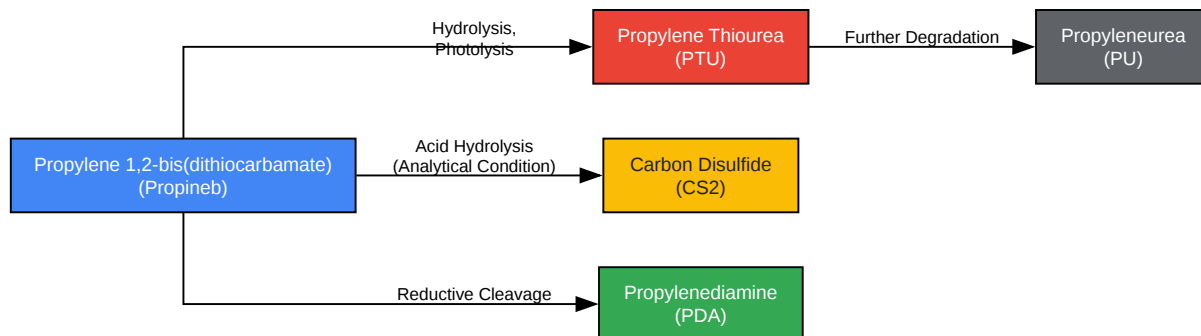 Hydrolysis,
Photolysis
Propylene Thiourea
(PTU)
Further Degradation
Propyleneurea
(PU)
Propylene 1,2-bis(dithiocarbamate)
(Propineb)
Acid Hydrolysis
(Analytical Condition)
Carbon Disulfide
(CS2)
Reductive Cleavage
Propylenediamine
(PDA)